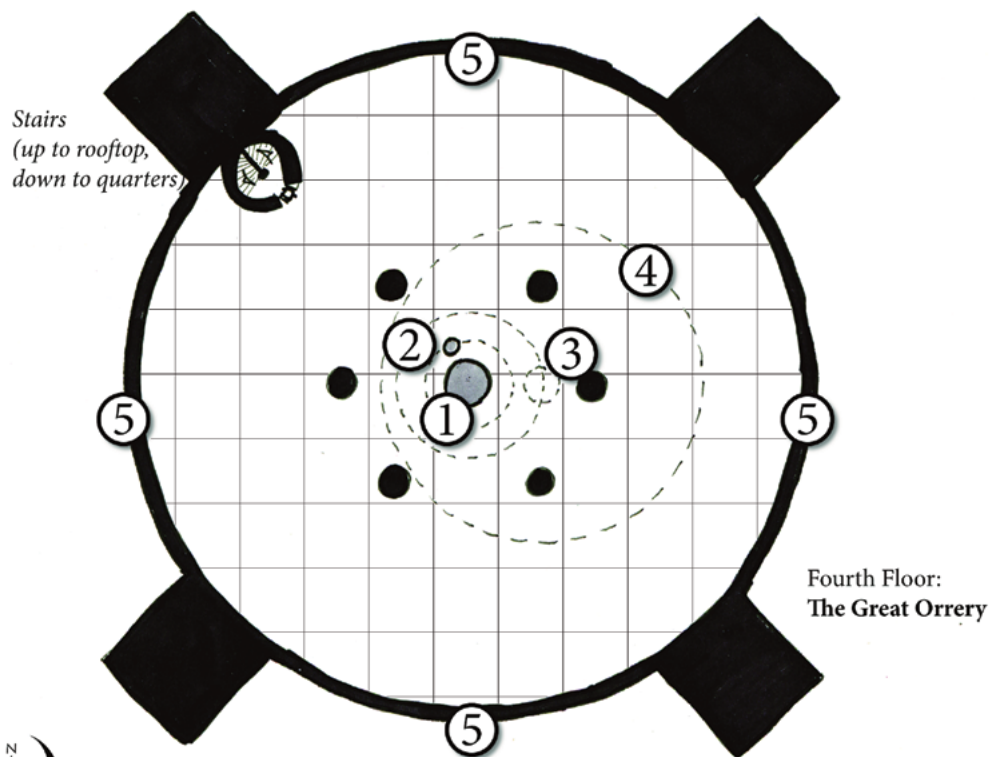 5
Stairs
(up to rooftop,
down to quarters)
4
2
3
1
5
5
Fourth Floor:
The Great Orrery
5
N